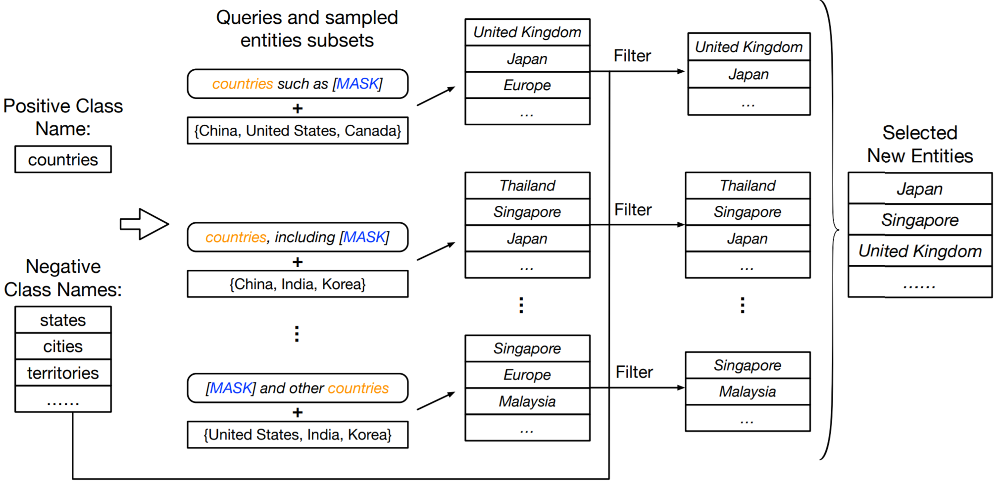 Positive Class
Name:
countries
Negative
Class Names:
states
cities
territories
......
Queries and sampled
entities subsets
countries such as [MASK]
+
{China, United States, Canada}
countries, including [MASK]
+
{China, India, Korea}
⋮
[MASK] and other countries
+
{United States, India, Korea}
United Kingdom
Japan
Europe
...
Thailand
Singapore
Japan
...
⋮
Singapore
Europe
Malaysia
...
Filter
Filter
Filter
United Kingdom
Japan
...
Thailand
Singapore
Japan
...
⋮
Singapore
Malaysia
...
Selected
New Entities
Japan
Singapore
United Kingdom
......